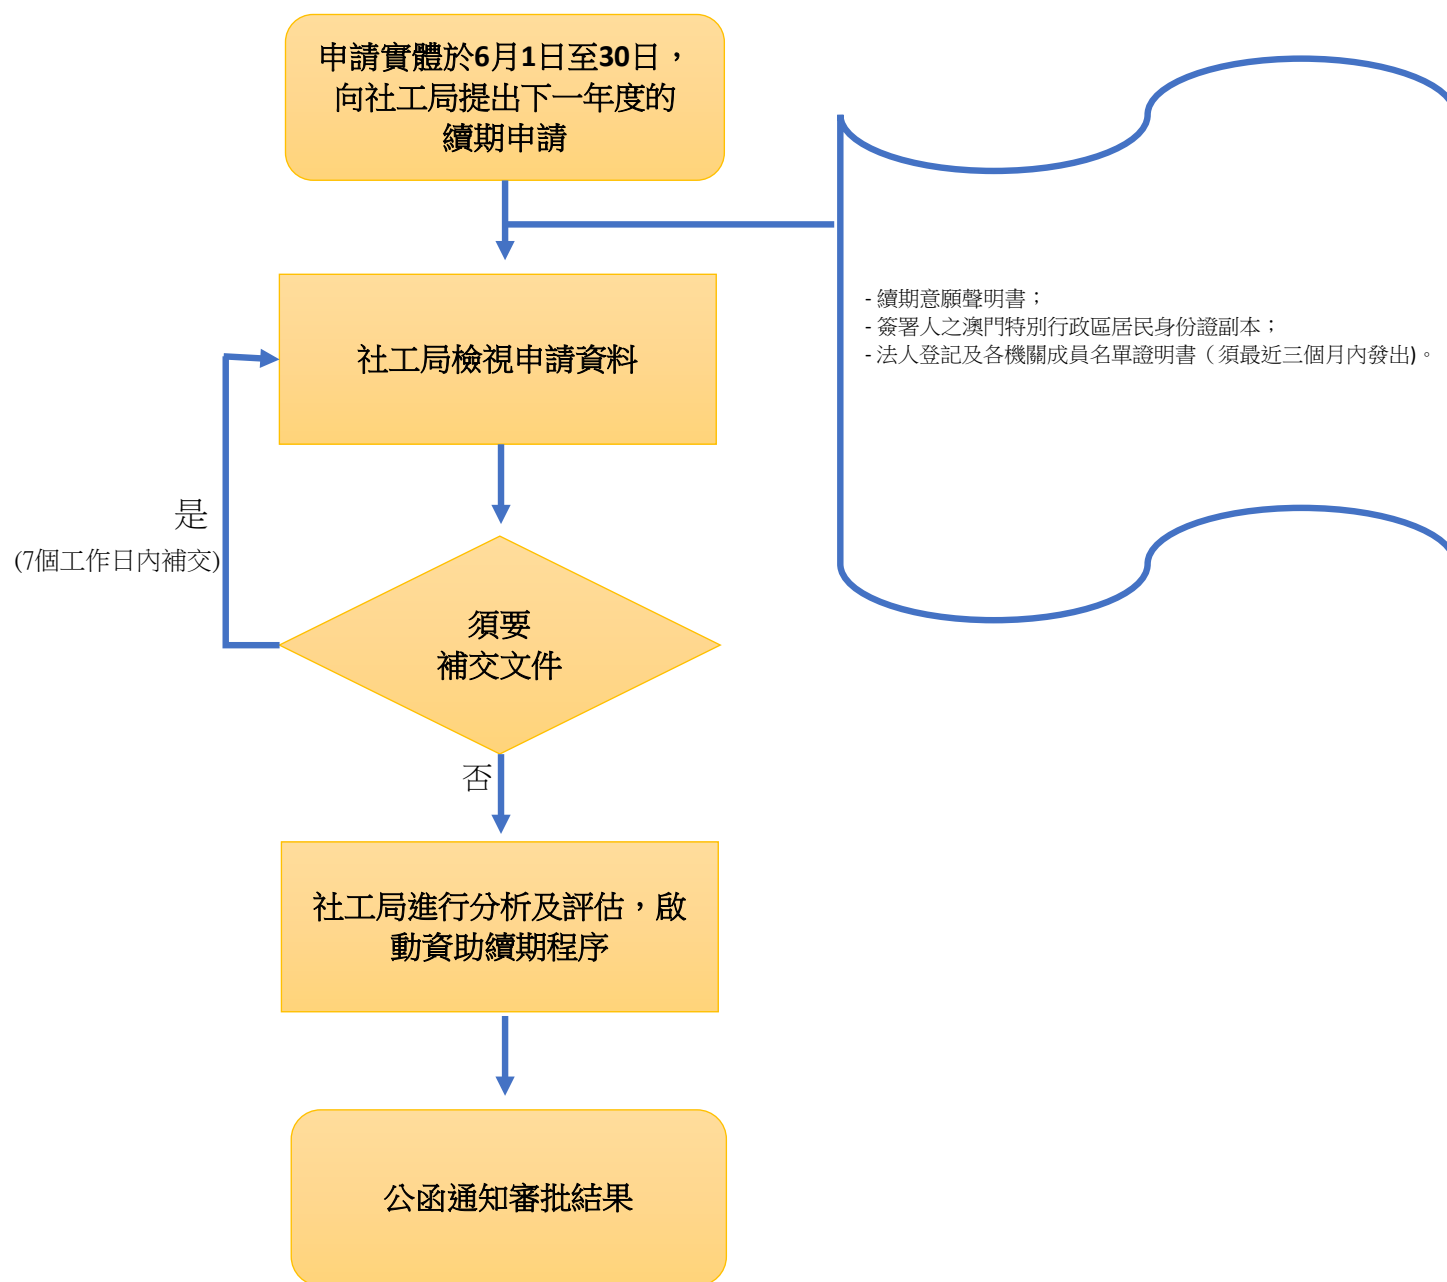 申請實體於6月1日至30日，
向社工局提出下一年度的
續期申請
- 續期意願聲明書；
- 簽署人之澳門特別行政區居民身份證副本；
- 法人登記及各機關成員名單證明書（須最近三個月內發出)。
社工局檢視申請資料
是
(7個工作日內補交)
須要
補交文件
否
社工局進行分析及評估，啟
動資助續期程序
公函通知審批結果